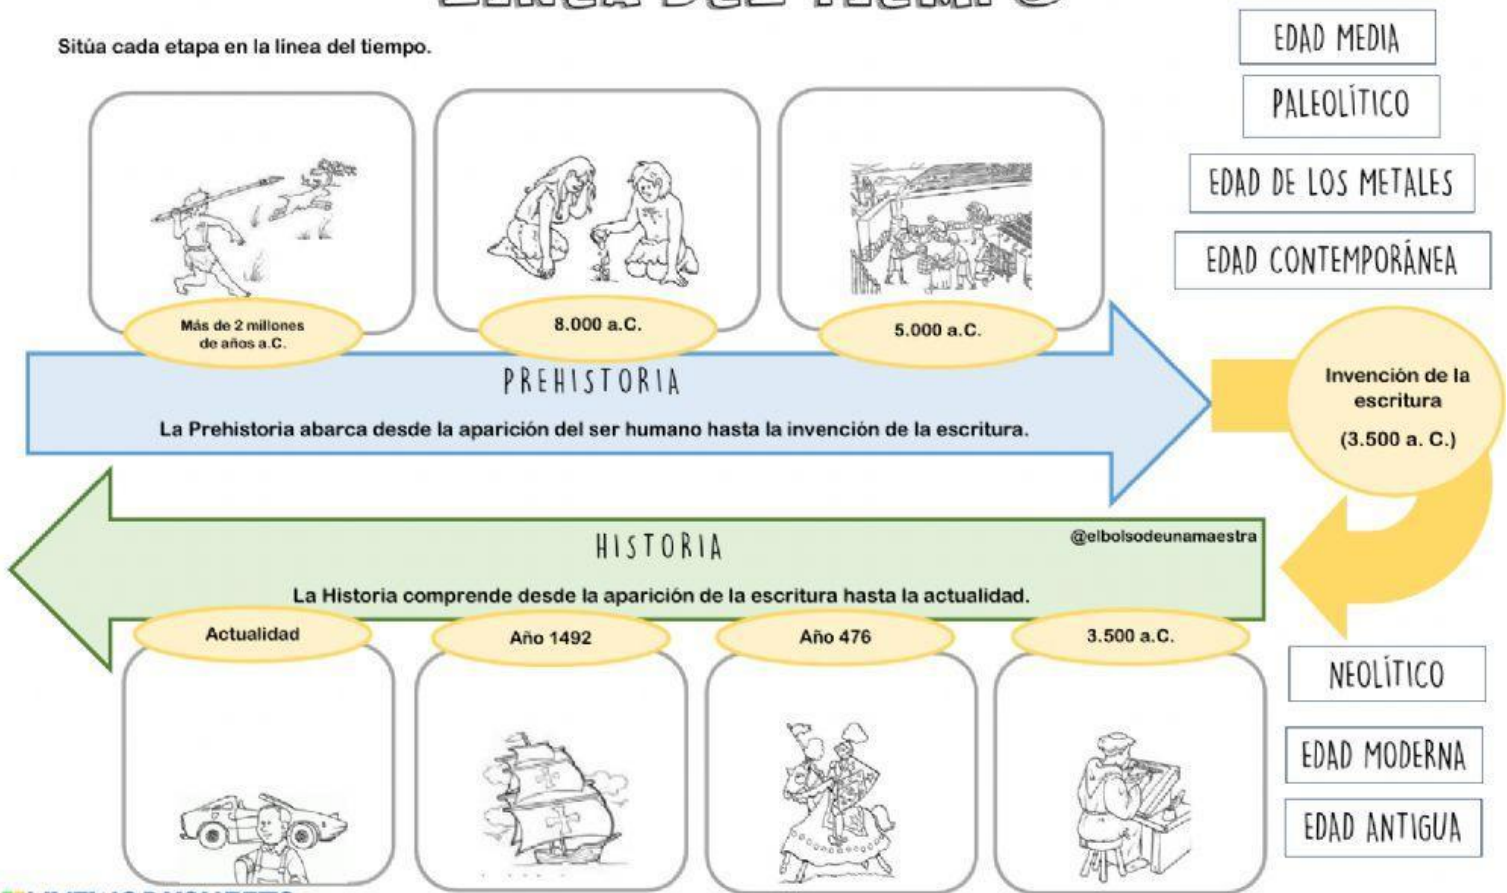 LÍNEA DEL TIEMPO
Sitúa cada etapa en la línea del tiempo.
EDAD MEDIA
PALEOLÍTICO
EDAD DE LOS METALES
EDAD CONTEMPORÁNEA
Más de 2 millones
de años a.C.
8.000 a.C.
5.000 a.C.
PREHISTORIA
La Prehistoria abarca desde la aparición del ser humano hasta la invención de la escritura.
Invención de la
escritura
(3.500 a. C.)
HISTORIA
@elbolsodeunamaestra
La Historia comprende desde la aparición de la escritura hasta la actualidad.
Actualidad
Año 1492
Año 476
3.500 a.C.
NEOLÍTICO
EDAD MODERNA
EDAD ANTIGUA